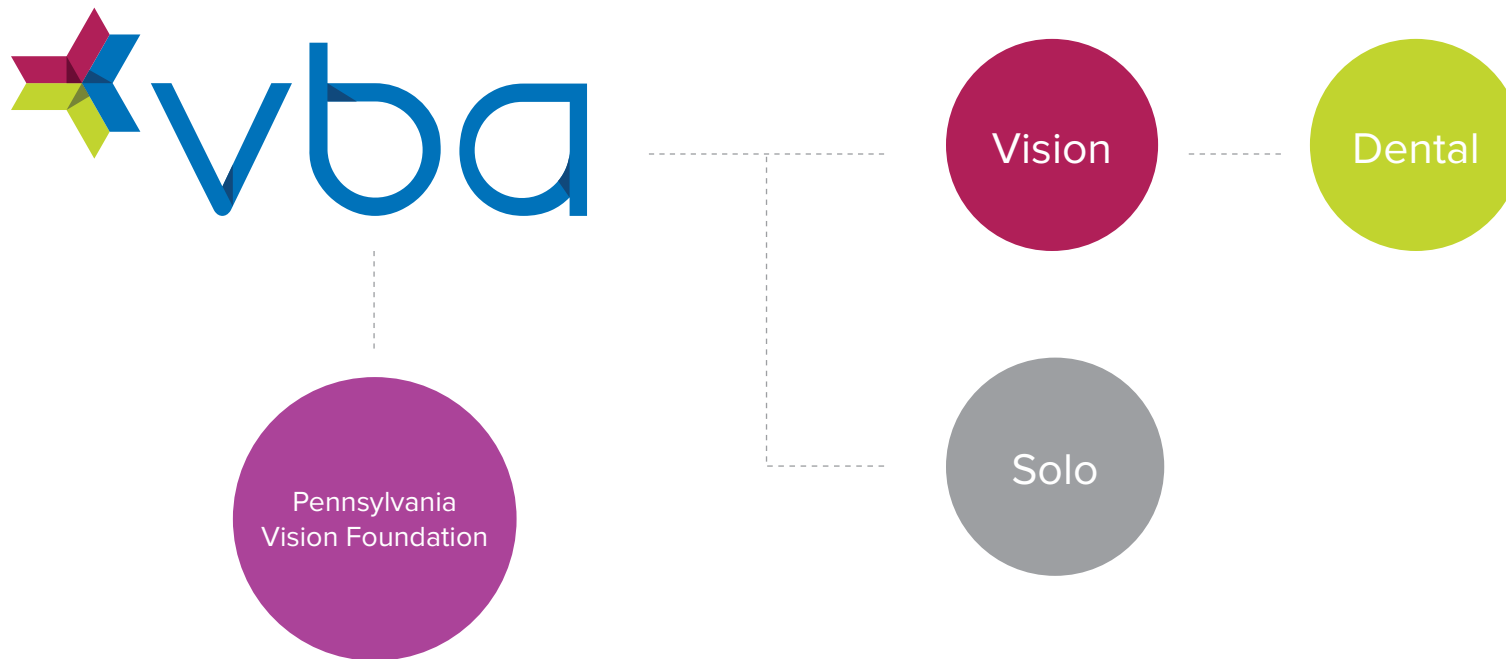 vba
Vision
Dental
Solo
Pennsylvania
Vision Foundation